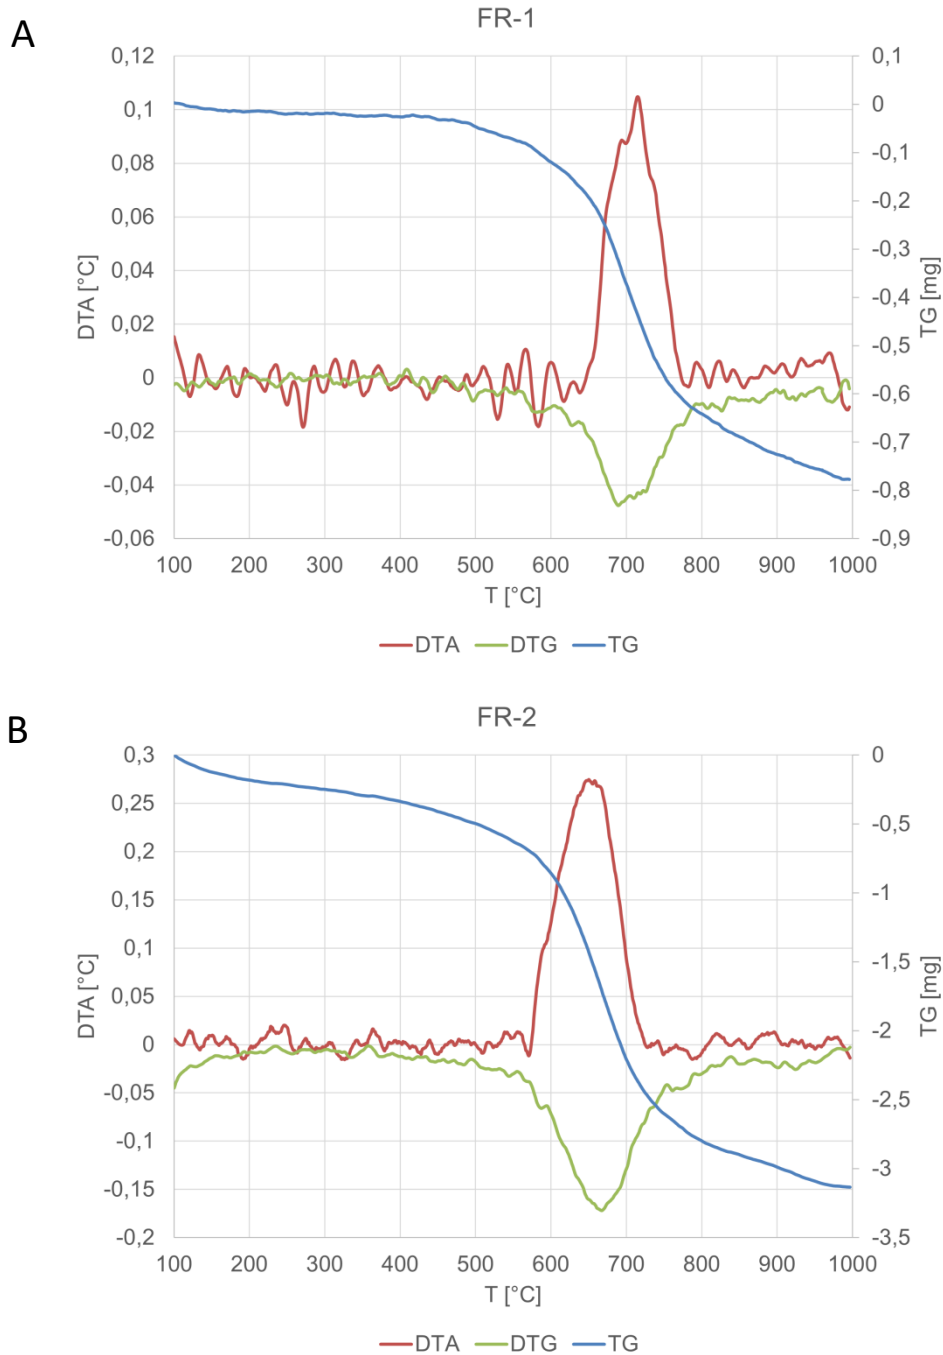 A
FR-1
0,12
0,1
0,08
0,06
0,04
0,02
0
-0,02
-0,04
-0,06
DTA [°C]
0,1
0
-0,1
-0,2
-0,3
-0,4
-0,5
-0,6
-0,7
-0,8
-0,9
TG [mg]
100 200 300 400 500 600 700 800 900 1000
T [°C]
DTA DTG TG
B
FR-2
0,3
0,25
0,2
0,15
0,1
0,05
0
-0,05
-0,1
-0,15
-0,2
DTA [°C]
0
-0,5
-1
-1,5
-2
-2,5
-3
-3,5
TG [mg]
100 200 300 400 500 600 700 800 900 1000
T [°C]
DTA DTG TG